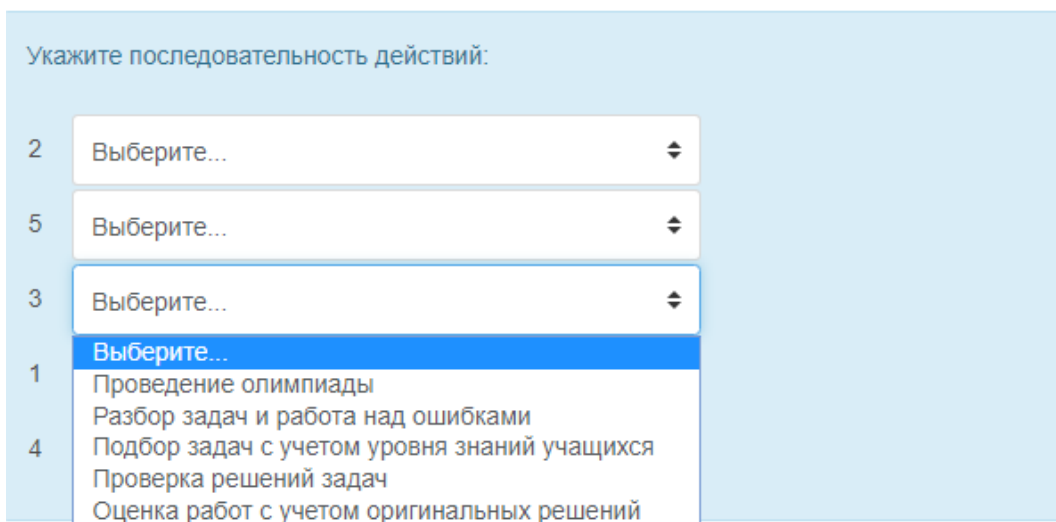 Укажите последовательность действий:
2 Выберите...
5 Выберите...
3 Выберите...
Выберите...
1
Проведение олимпиады
Разбор задач и работа над ошибками
4
Подбор задач с учетом уровня знаний учащихся
Проверка решений задач
Оценка работ с учетом оригинальных решений